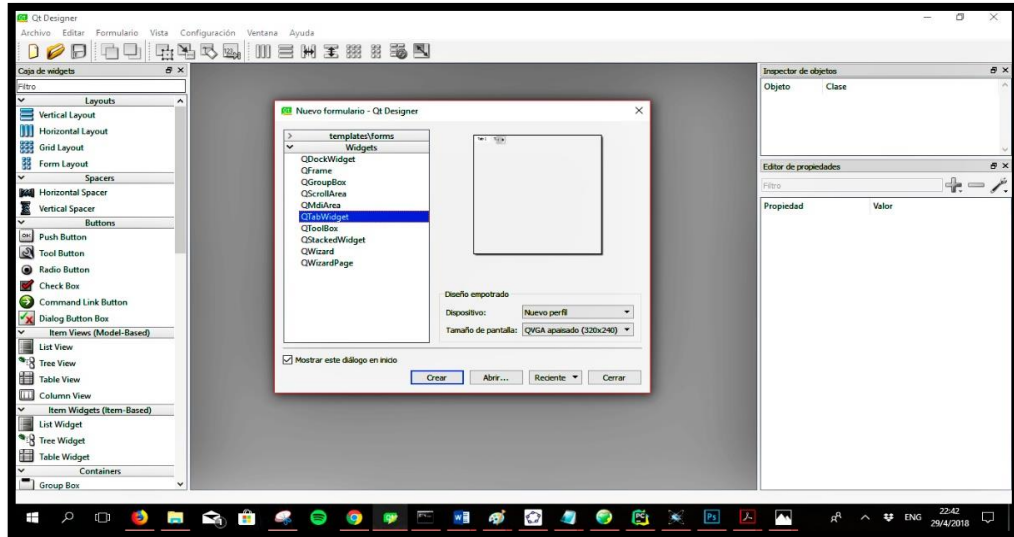 Qt Designer
Archivo Editar Formulario Vista Configuración Ventana Ayuda
Caja de widgets
Filtro
Layouts
Vertical Layout
Horizontal Layout
Grid Layout
Form Layout
Spacers
Horizontal Spacer
Vertical Spacer
Buttons
OK
Push Button
Tool Button
Radio Button
Check Box
Command Link Button
Dialog Button Box
Item Views (Model-Based)
List View
Tree View
Table View
Column View
Item Widgets (Item-Based)
List Widget
Tree Widget
Table Widget
Containers
Group Box
Nuevo formulario - Qt Designer
templates\forms
Widgets
QDockWidget
QFrame
QGroupBox
QScrollArea
QMdiArea
QTabWidget
QToolBox
QStackedWidget
QWizard
QWizardPage
Diseño empotrado
Dispositivo: Nuevo perfil
Tamaño de pantalla: QVGA apaisado (320x240)
Mostrar este diálogo en inicio
Crear Abrir... Reciente Cerrar
Inspector de objetos
Objeto Clase
Editor de propiedades
Filtro
Propiedad Valor
ENG
22:42
29/4/2018